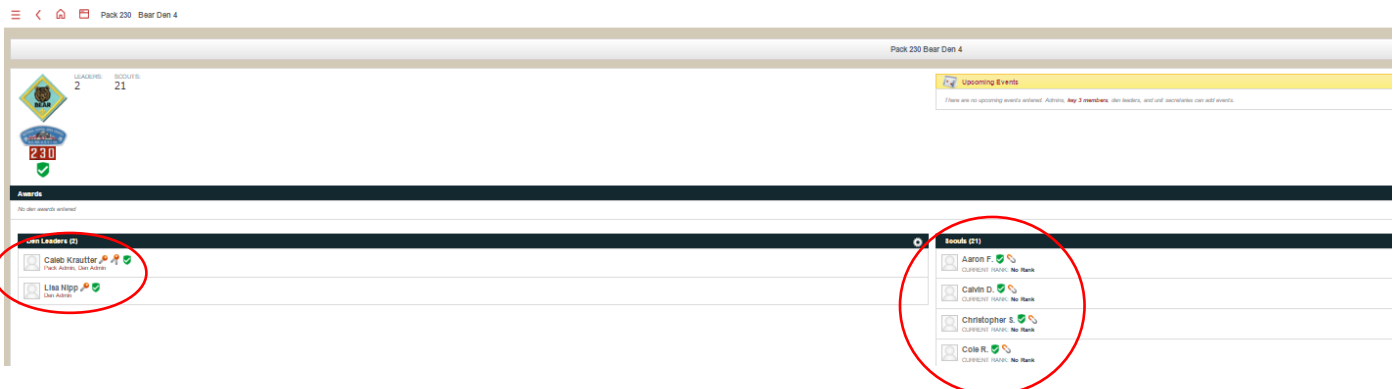 Pack 230 Bear Den 4
Pack 230 Bear Den 4
LEADERS: SCOUTS:
2 21
BEAR
230
Upcoming Events
There are no upcoming events entered. Admins, key 3 members, den leaders, and unit secretaries can add events.
Awards
No den awards entered
Den Leaders (2)
Caleb Krautter
Pack Admin, Den Admin
Lisa Nipp
Den Admin
Scouts (21)
Aaron F.
CURRENT RANK: No Rank
Calvin D.
CURRENT RANK: No Rank
Christopher S.
CURRENT RANK: No Rank
Cole R.
CURRENT RANK: No Rank